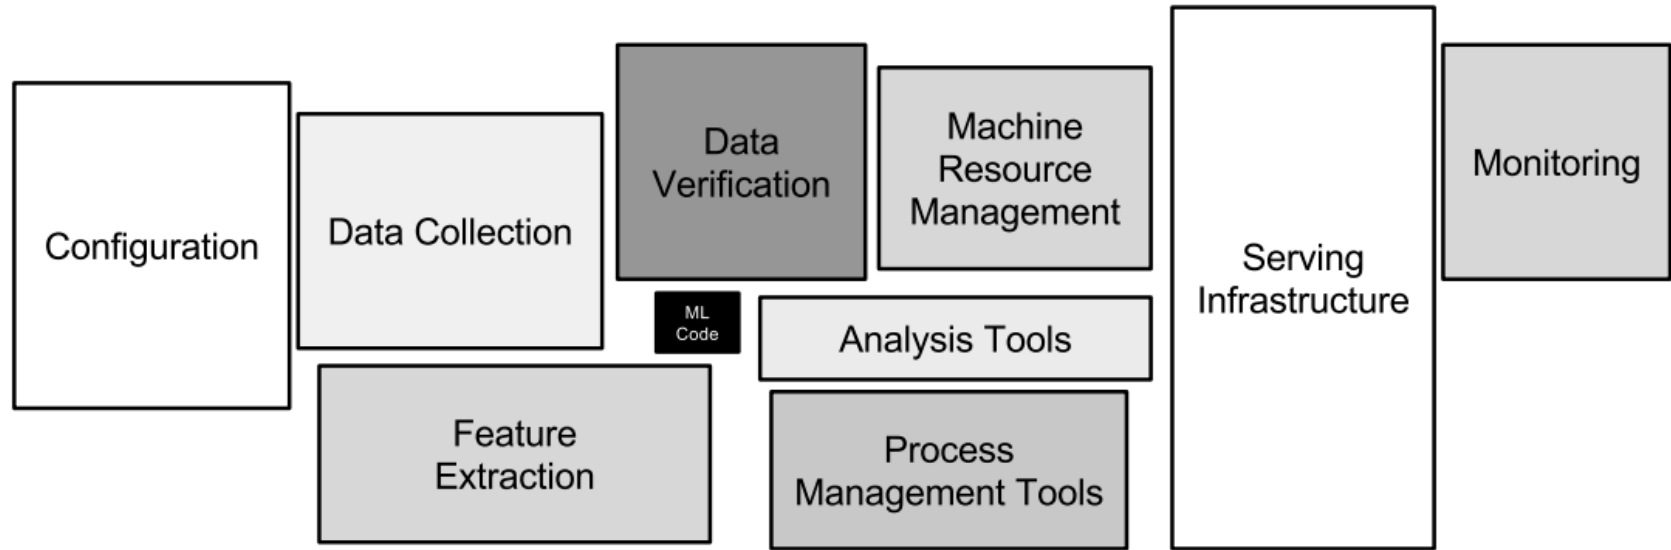 Configuration
Data Collection
Data
Verification
Machine
Resource
Management
Monitoring
Serving
Infrastructure
ML
Code
Analysis Tools
Feature
Extraction
Process
Management Tools